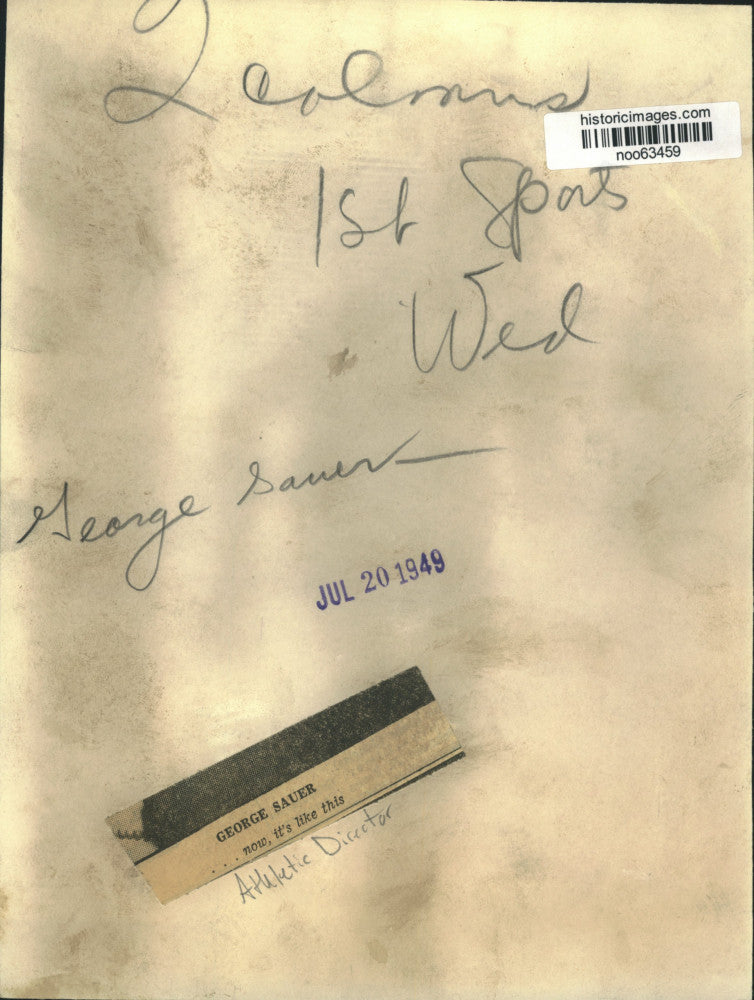 2 columns
historicimages.com
noo63459
1st Sports
Wed
George Sauer
JUL 20 1949
GEORGE SAUER
. . . now, it's like this
Athletic Director